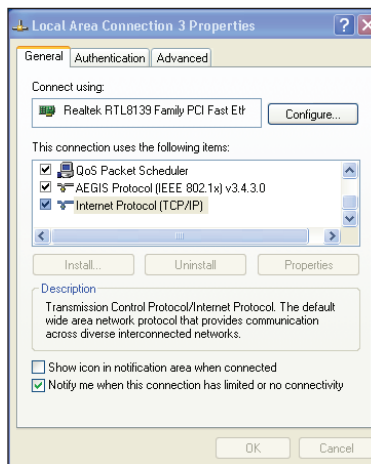 Local Area Connection 3 Properties
General Authentication Advanced
Connect using:
Realtek RTL8139 Family PCI Fast Eth
Configure...
This connection uses the following items:
QoS Packet Scheduler
AEGIS Protocol (IEEE 802.1x) v3.4.3.0
Internet Protocol (TCP/IP)
Install... Uninstall Properties
Description
Transmission Control Protocol/Internet Protocol. The default
wide area network protocol that provides communication
across diverse interconnected networks.
Show icon in notification area when connected
Notify me when this connection has limited or no connectivity
OK Cancel